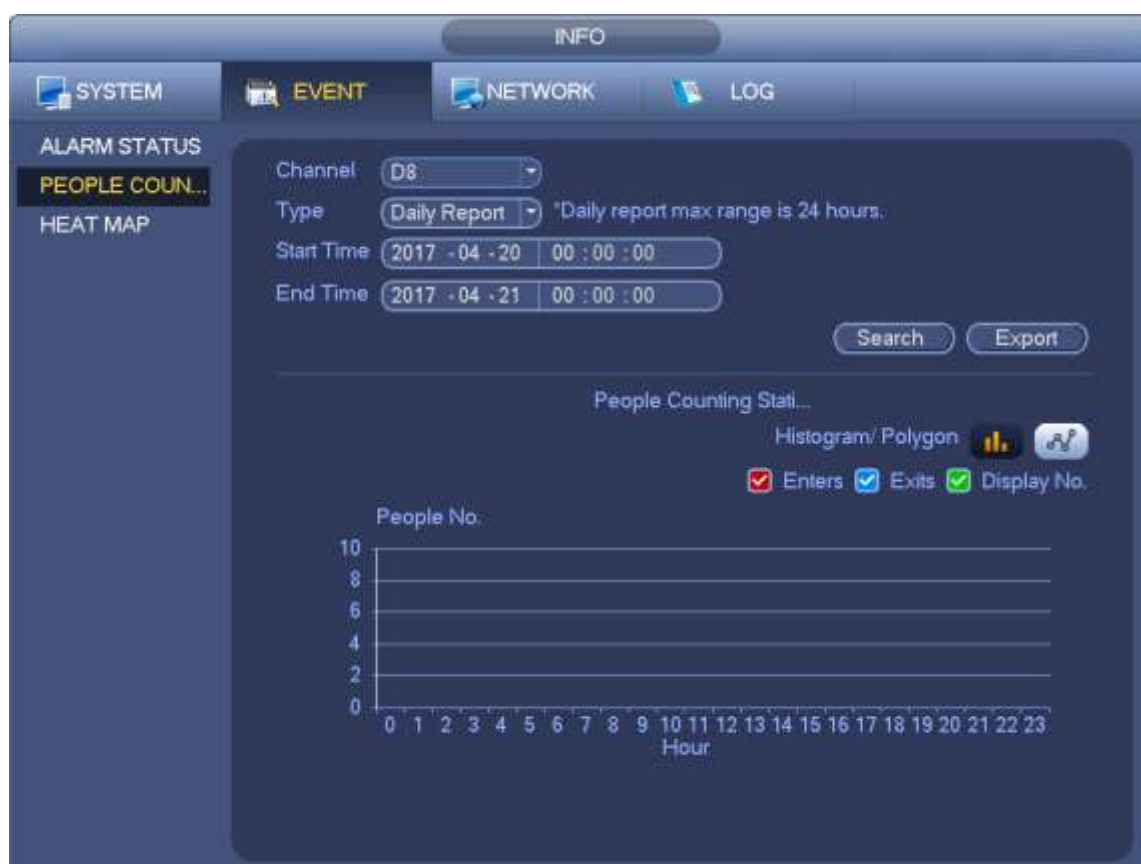 INFO
SYSTEM EVENT NETWORK LOG
ALARM STATUS
PEOPLE COUN...
HEAT MAP
Channel D8
Type Daily Report *Daily report max range is 24 hours.
Start Time 2017 - 04 - 20 00 : 00 : 00
End Time 2017 - 04 - 21 00 : 00 : 00
Search Export
People Counting Stati...
Histogram/ Polygon
Enters Exits Display No.
People No.
10
8
6
4
2
0
0 1 2 3 4 5 6 7 8 9 10 11 12 13 14 15 16 17 18 19 20 21 22 23
Hour